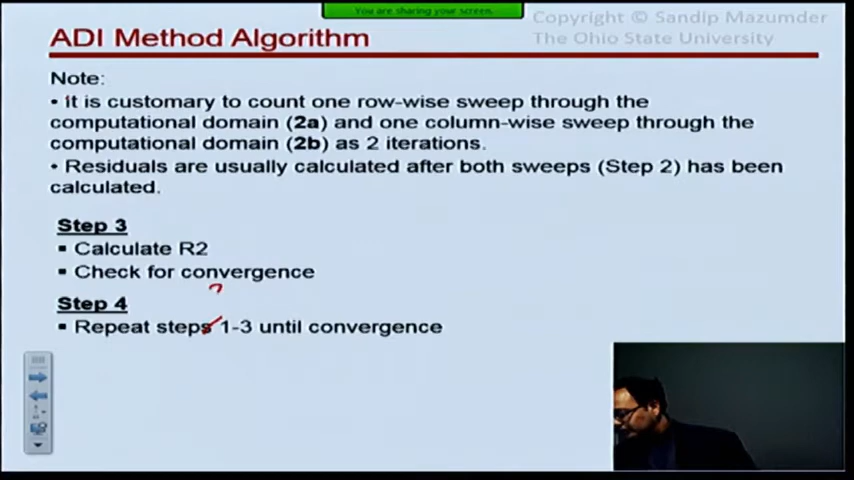 You are sharing your screen.
Copyright © Sandip Mazumder
The Ohio State University
ADI Method Algorithm
Note:
• It is customary to count one row-wise sweep through the
computational domain (2a) and one column-wise sweep through the
computational domain (2b) as 2 iterations.
• Residuals are usually calculated after both sweeps (Step 2) has been
calculated.
Step 3
▪ Calculate R2
▪ Check for convergence
Step 4
▪ Repeat steps 1-3 until convergence